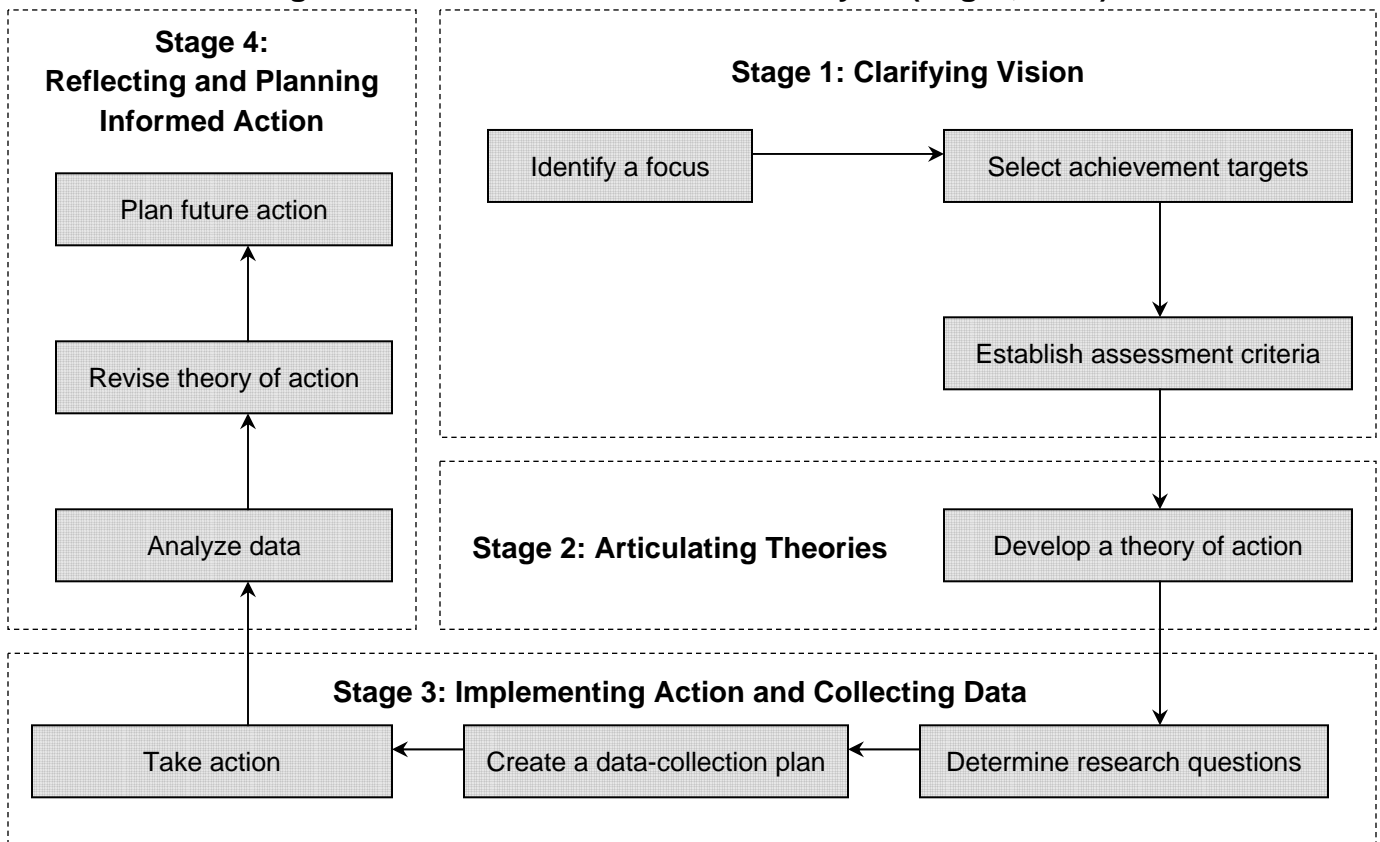 Stage 4:
Reflecting and Planning
Informed Action
Plan future action
Revise theory of action
Analyze data
Stage 1: Clarifying Vision
Identify a focus
Select achievement targets
Establish assessment criteria
Stage 2: Articulating Theories
Develop a theory of action
Stage 3: Implementing Action and Collecting Data
Take action
Create a data-collection plan
Determine research questions